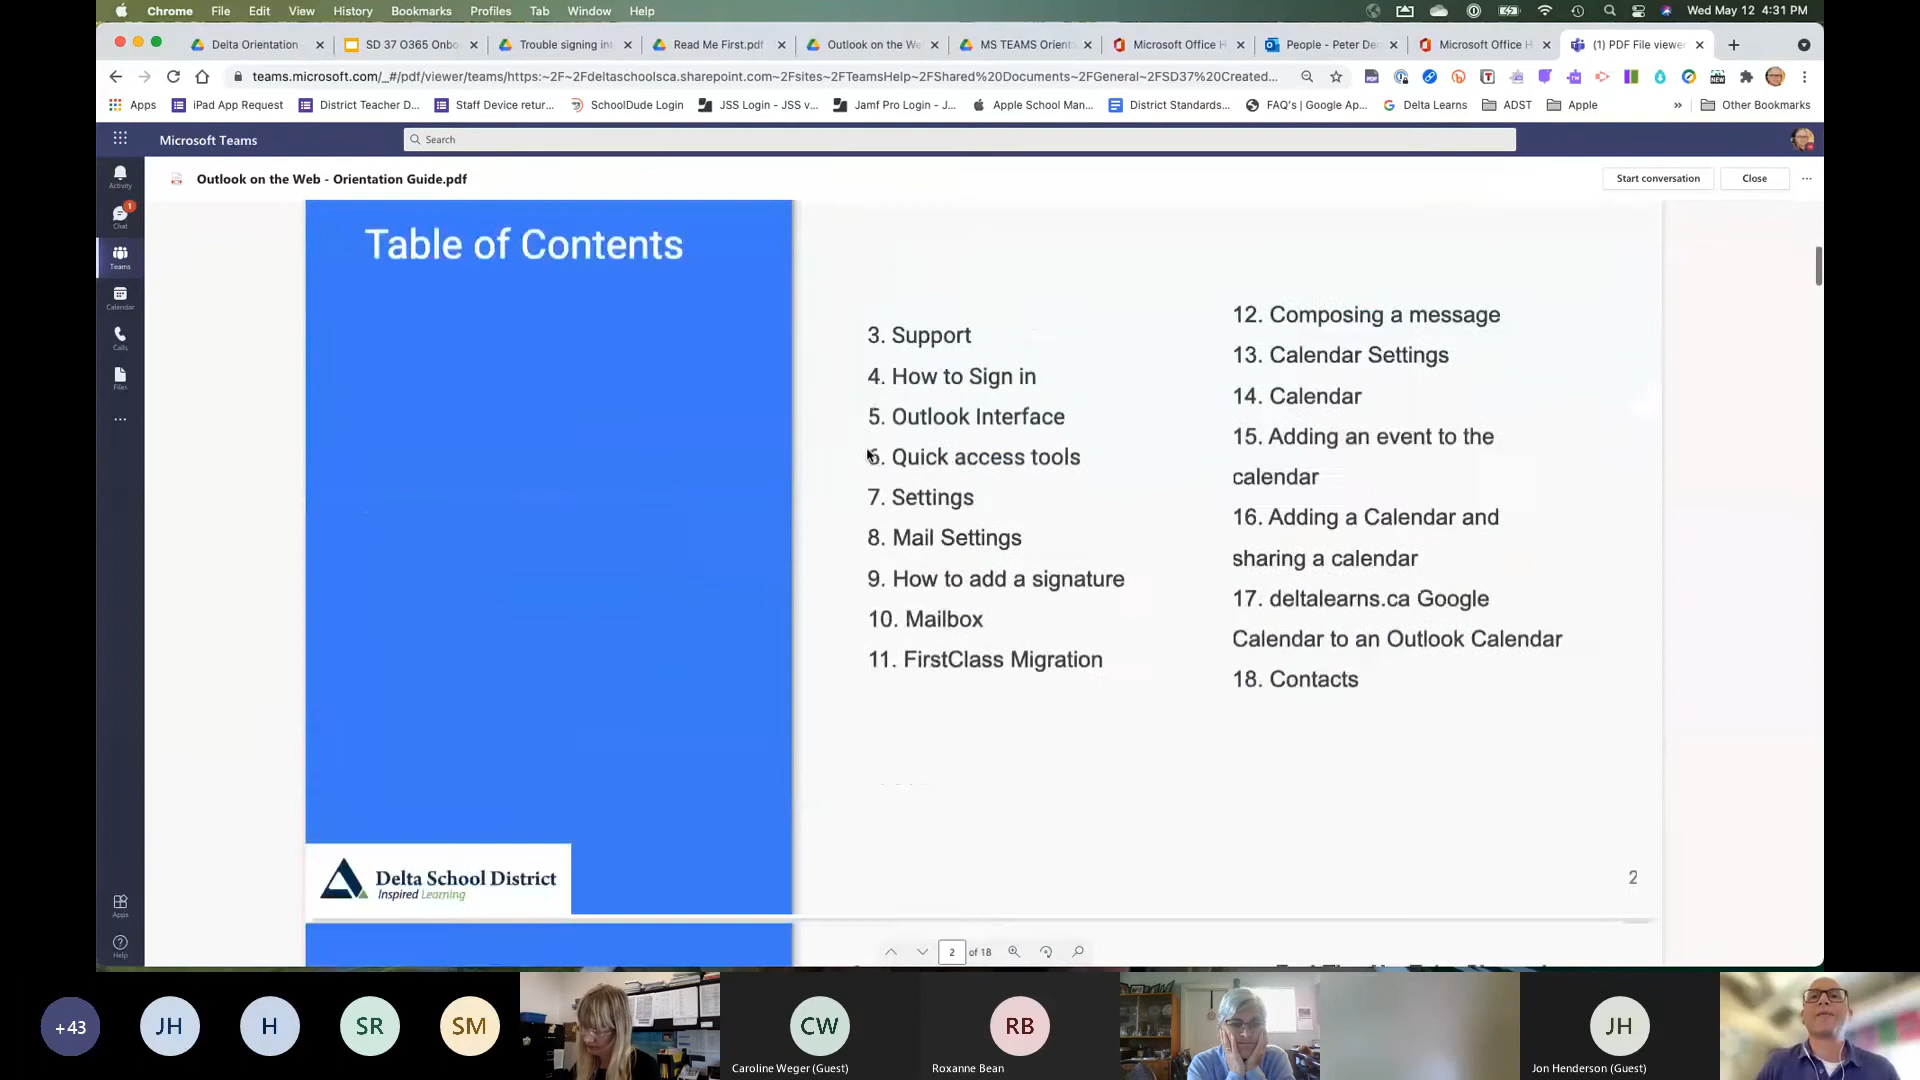 Chrome File Edit View History Bookmarks Profiles Tab Window Help Wed May 12 4:31 PM
Delta Orientation SD 37 O365 Onbo Trouble signing in Read Me First.pdf Outlook on the We MS TEAMS Orient Microsoft Office H People - Peter De Microsoft Office H (1) PDF File viewer
teams.microsoft.com/_#/pdf/viewer/teams/https:~2F~2Fdeltaschoolsca.sharepoint.com~2Fsites~2FTeamsHelp~2FShared%20Documents~2FGeneral~2FSD37%20Created...
Apps iPad App Request District Teacher D... Staff Device retur... SchoolDude Login JSS Login - JSS v... Jamf Pro Login - J... Apple School Man... District Standards... FAQ's | Google Ap... Delta Learns ADST Apple » Other Bookmarks
Microsoft Teams Search
Outlook on the Web - Orientation Guide.pdf Start conversation Close
Activity
1
Chat
Teams
Calendar
Calls
Files
Apps
Help
Table of Contents
3. Support
4. How to Sign in
5. Outlook Interface
6. Quick access tools
7. Settings
8. Mail Settings
9. How to add a signature
10. Mailbox
11. FirstClass Migration
12. Composing a message
13. Calendar Settings
14. Calendar
15. Adding an event to the
calendar
16. Adding a Calendar and
sharing a calendar
17. deltalearns.ca Google
Calendar to an Outlook Calendar
18. Contacts
Delta School District
Inspired Learning
2
2 of 18
+43 JH H SR SM CW RB JH
Caroline Weger (Guest) Roxanne Bean Jon Henderson (Guest)